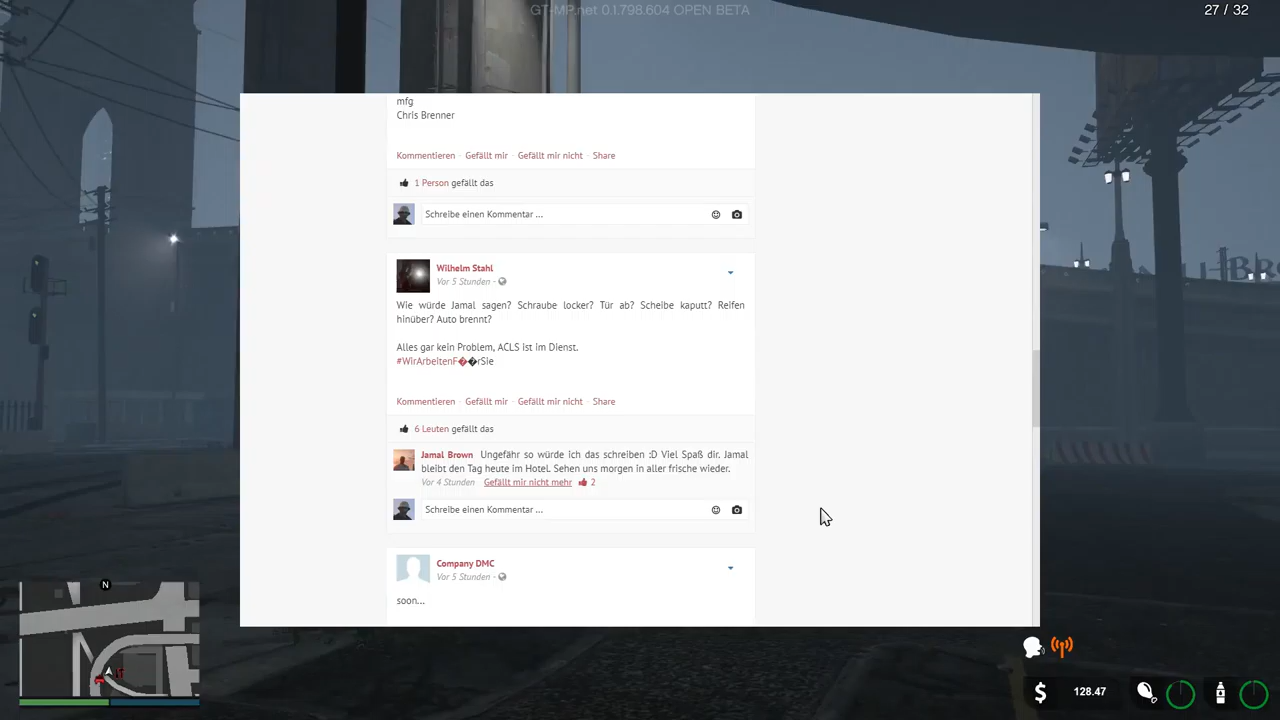 GT-MP.net 0.1.798.604 OPEN BETA
27 / 32
mfg
Chris Brenner
Kommentieren · Gefällt mir · Gefällt mir nicht · Share
1 Person gefällt das
Schreibe einen Kommentar ...
Wilhelm Stahl
Vor 5 Stunden -
Wie würde Jamal sagen? Schraube locker? Tür ab? Scheibe kaputt? Reifen
hinüber? Auto brennt?
Alles gar kein Problem, ACLS ist im Dienst.
#WirArbeitenF��rSie
Kommentieren · Gefällt mir · Gefällt mir nicht · Share
6 Leuten gefällt das
Jamal Brown Ungefähr so würde ich das schreiben :D Viel Spaß dir. Jamal
bleibt den Tag heute im Hotel. Sehen uns morgen in aller frische wieder.
Vor 4 Stunden Gefällt mir nicht mehr 2
Schreibe einen Kommentar ...
Company DMC
Vor 5 Stunden -
soon...
N
$ 128.47